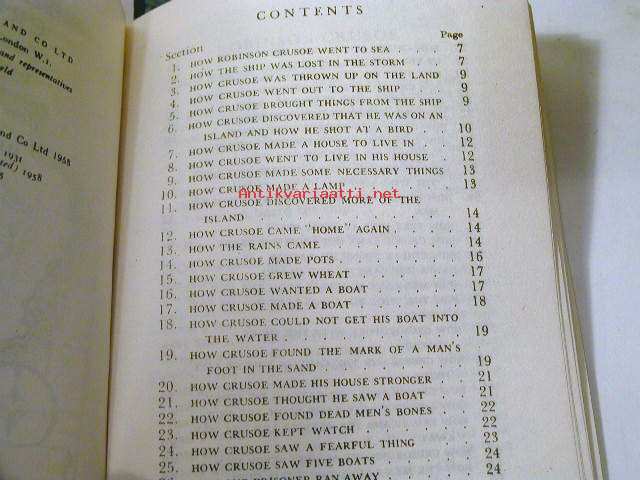 AND CO LTD
London W.1.
and representatives
and Co Ltd 1958
1931
1958
CONTENTS
Section Page
1. HOW ROBINSON CRUSOE WENT TO SEA . . . 7
2. HOW THE SHIP WAS LOST IN THE STORM . . 7
3. HOW CRUSOE WAS THROWN UP ON THE LAND 9
4. HOW CRUSOE WENT OUT TO THE SHIP . . 9
5. HOW CRUSOE BROUGHT THINGS FROM THE SHIP 9
6. HOW CRUSOE DISCOVERED THAT HE WAS ON AN
ISLAND AND HOW HE SHOT AT A BIRD . . 10
7. HOW CRUSOE MADE A HOUSE TO LIVE IN . . 12
8. HOW CRUSOE WENT TO LIVE IN HIS HOUSE . 12
9. HOW CRUSOE MADE SOME NECESSARY THINGS 13
10. HOW CRUSOE MADE A LAMP . . . . 13
Antikvariaatti.net
11. HOW CRUSOE DISCOVERED MORE OF THE
ISLAND . . . . . . . . 14
12. HOW CRUSOE CAME "HOME" AGAIN . . . 14
13. HOW THE RAINS CAME . . . . . 14
14. HOW CRUSOE MADE POTS . . . . 16
15. HOW CRUSOE GREW WHEAT . . . . 17
16. HOW CRUSOE WANTED A BOAT . . . . 17
17. HOW CRUSOE MADE A BOAT . . . . 18
18. HOW CRUSOE COULD NOT GET HIS BOAT INTO
THE WATER . . . . . . . 19
19. HOW CRUSOE FOUND THE MARK OF A MAN'S
FOOT IN THE SAND . . . . . . 19
20. HOW CRUSOE MADE HIS HOUSE STRONGER . 21
21. HOW CRUSOE THOUGHT HE SAW A BOAT . . 21
22. HOW CRUSOE FOUND DEAD MEN'S BONES . . 22
23. HOW CRUSOE KEPT WATCH . . . . 22
24. HOW CRUSOE SAW A FEARFUL THING . . 23
25. HOW CRUSOE SAW FIVE BOATS . . . 24
PRISONER RAN AWAY . . . 24